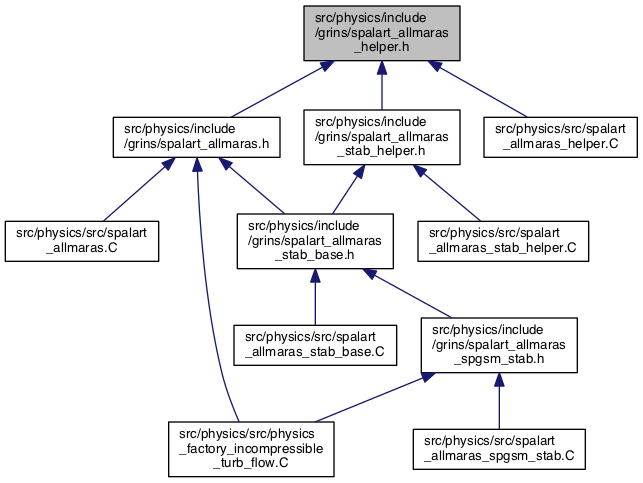 src/physics/include
/grins/spalart_allmaras
_helper.h
src/physics/include
/grins/spalart_allmaras.h
src/physics/include
/grins/spalart_allmaras
_stab_helper.h
src/physics/src/spalart
_allmaras_helper.C
src/physics/src/spalart
_allmaras.C
src/physics/include
/grins/spalart_allmaras
_stab_base.h
src/physics/src/spalart
_allmaras_stab_helper.C
src/physics/src/spalart
_allmaras_stab_base.C
src/physics/include
/grins/spalart_allmaras
_spgsm_stab.h
src/physics/src/physics
_factory_incompressible
_turb_flow.C
src/physics/src/spalart
_allmaras_spgsm_stab.C